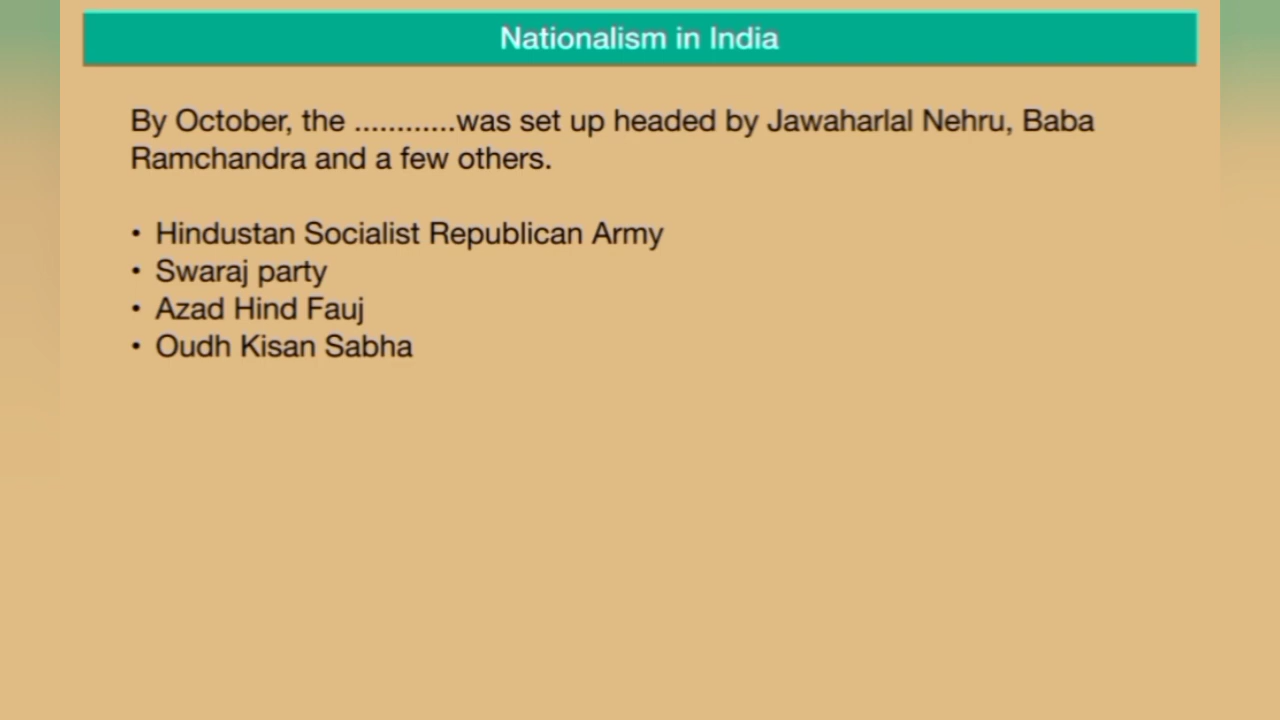 Nationalism in India
By October, the ............was set up headed by Jawaharlal Nehru, Baba
Ramchandra and a few others.
• Hindustan Socialist Republican Army
• Swaraj party
• Azad Hind Fauj
• Oudh Kisan Sabha